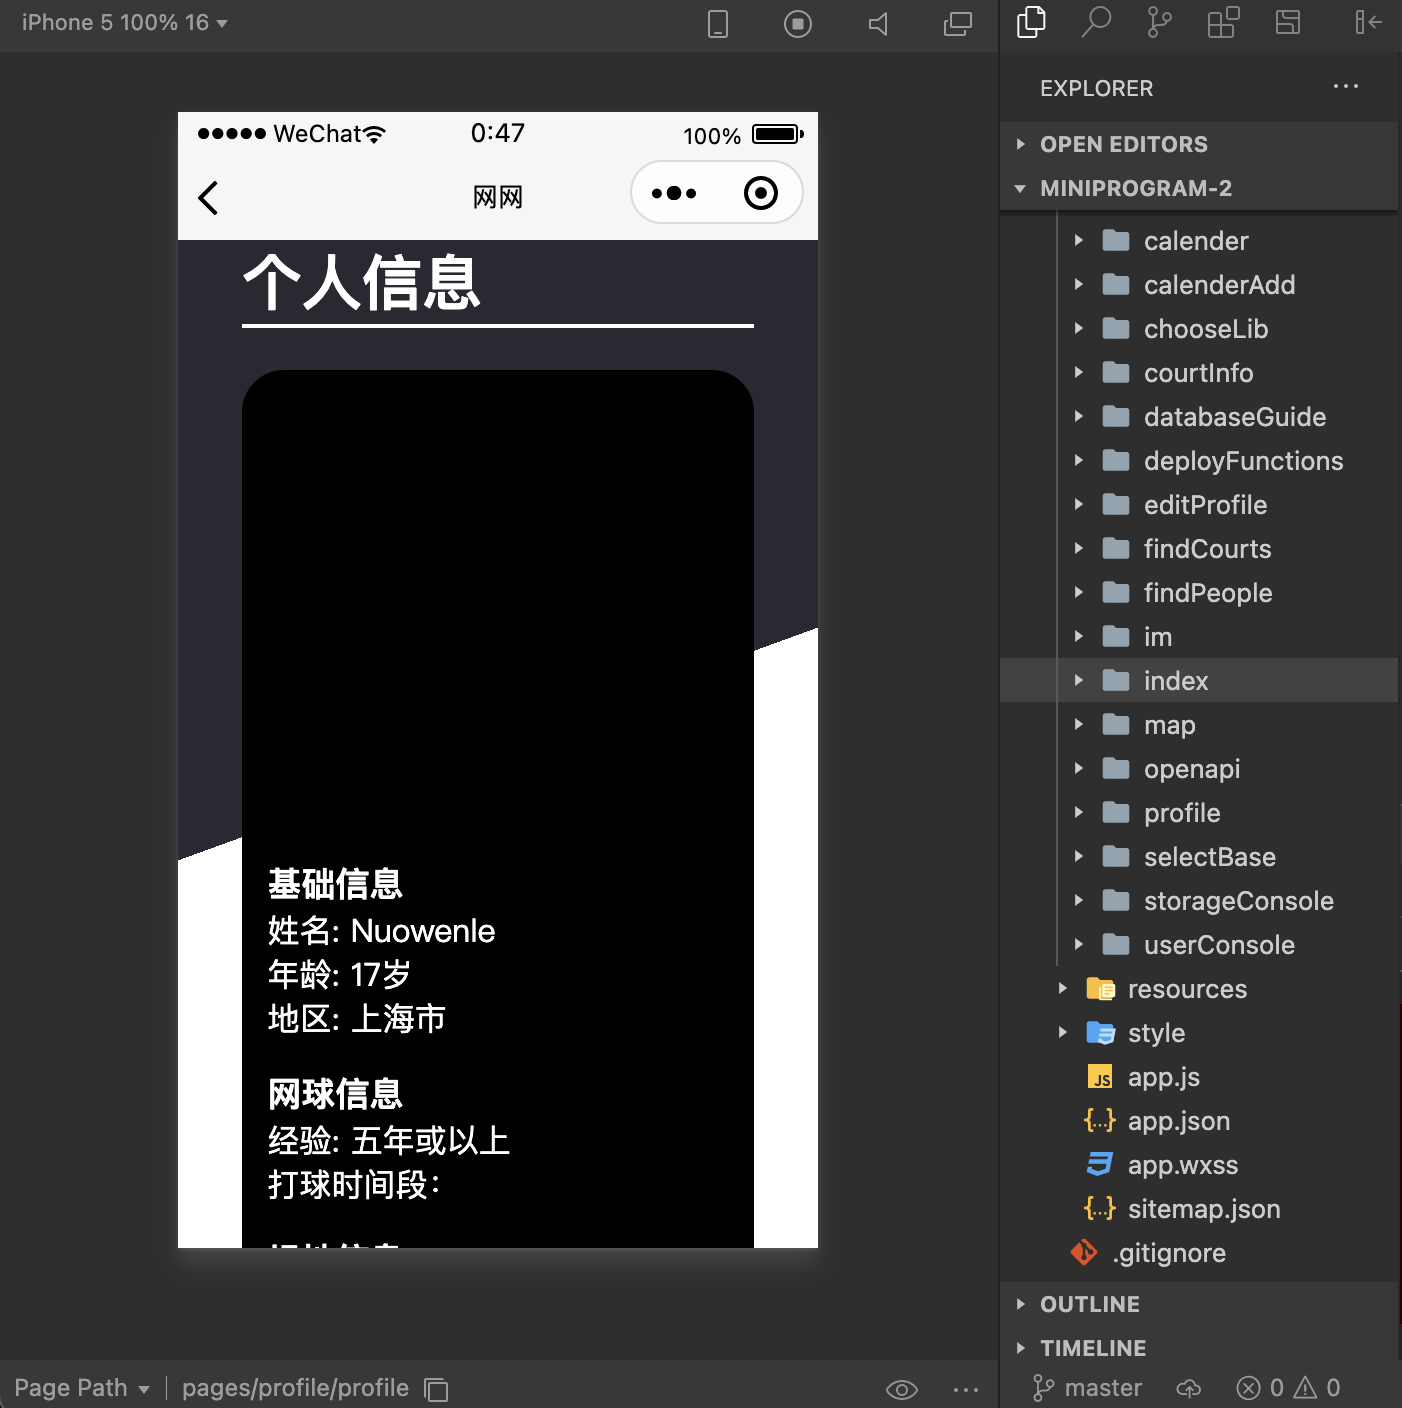 iPhone 5 100% 16
WeChat
0:47
100%
网网
个人信息
基础信息
姓名: Nuowenle
年龄: 17岁
地区: 上海市
网球信息
经验: 五年或以上
打球时间段:
Page Path
pages/profile/profile
EXPLORER
OPEN EDITORS
MINIPROGRAM-2
calender
calenderAdd
chooseLib
courtInfo
databaseGuide
deployFunctions
editProfile
findCourts
findPeople
im
index
map
openapi
profile
selectBase
storageConsole
userConsole
resources
style
JS app.js
{..} app.json
app.wxss
{..} sitemap.json
.gitignore
OUTLINE
TIMELINE
master
0
0